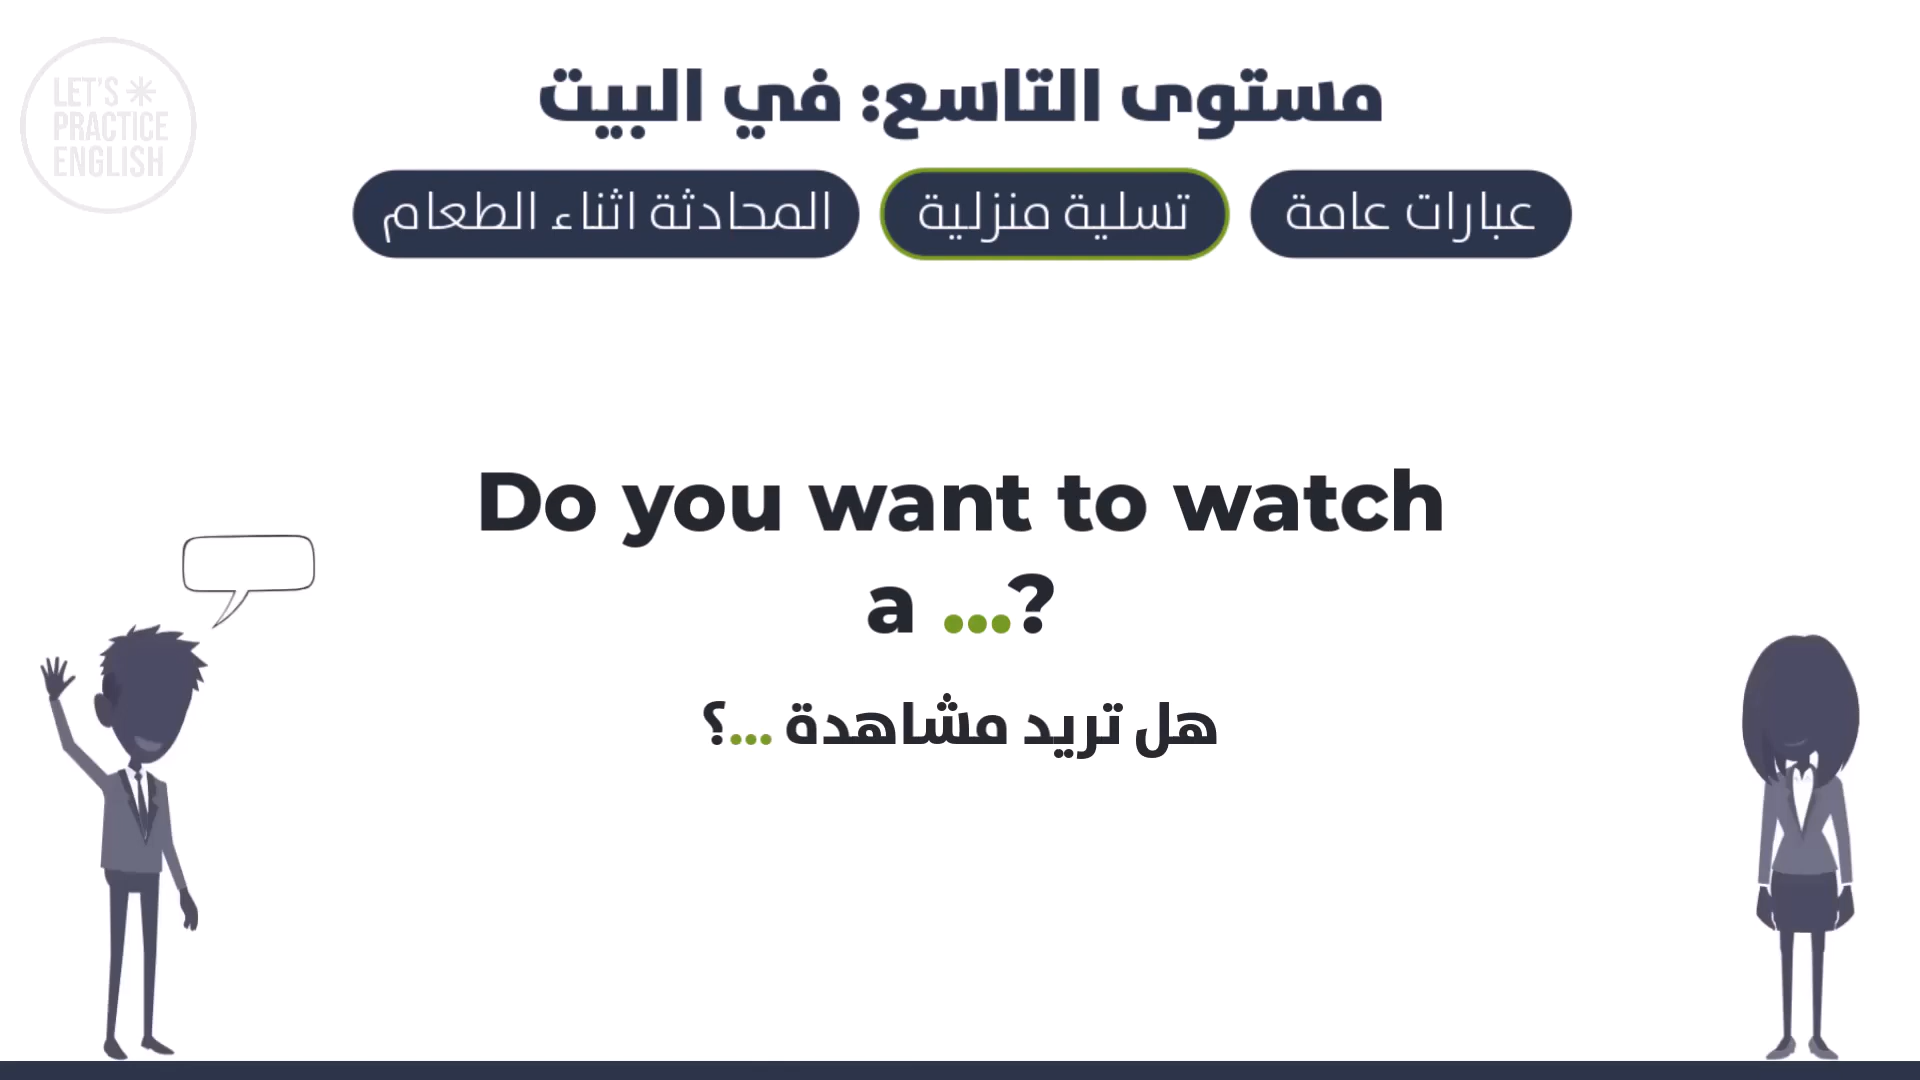 LET'S
PRACTICE
ENGLISH
مستوى التاسع: في البيت
عبارات عامة
تسلية منزلية
المحادثة اثناء الطعام
Do you want to watch
a ...?
هل تريد مشاهدة ...؟